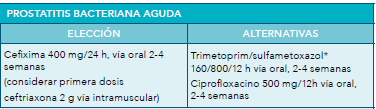 PROSTATITIS BACTERIANA AGUDA
ELECCIÓN
ALTERNATIVAS
Cefixima 400 mg/24 h, vía oral 2-4
semanas
(considerar primera dosis
ceftriaxona 2 g vía intramuscular)
Trimetoprim/sulfametoxazol*
160/800/12 h vía oral, 2-4 semanas
Ciprofloxacino 500 mg/12h vía oral,
2-4 semanas